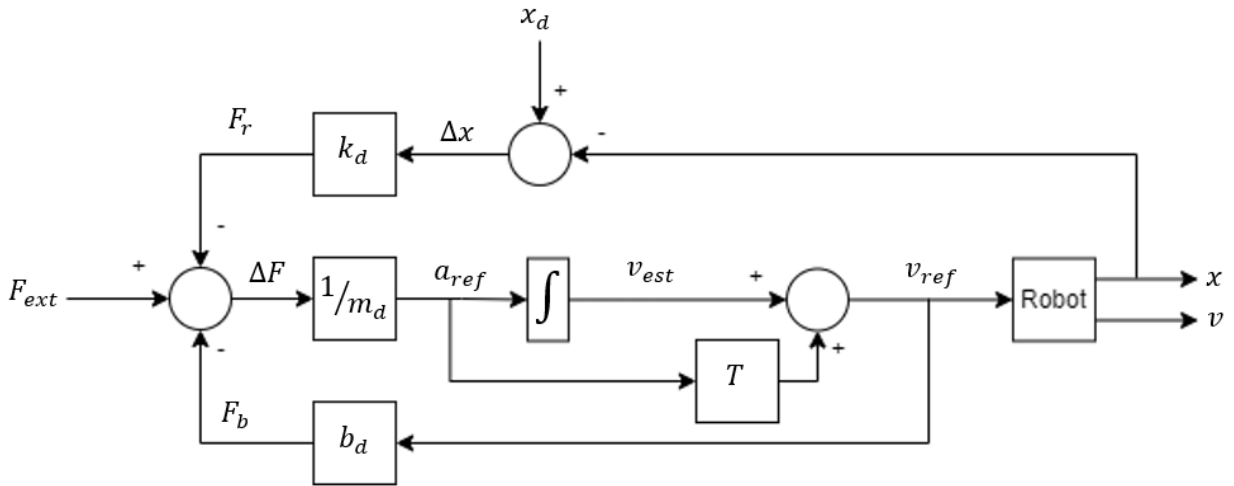 x_d
+
F_r
k_d
Δx
-
-
+
ΔF
1/m_d
a_ref
∫
v_est
+
v_ref
F_ext
Robot
x
v
-
T
+
F_b
b_d